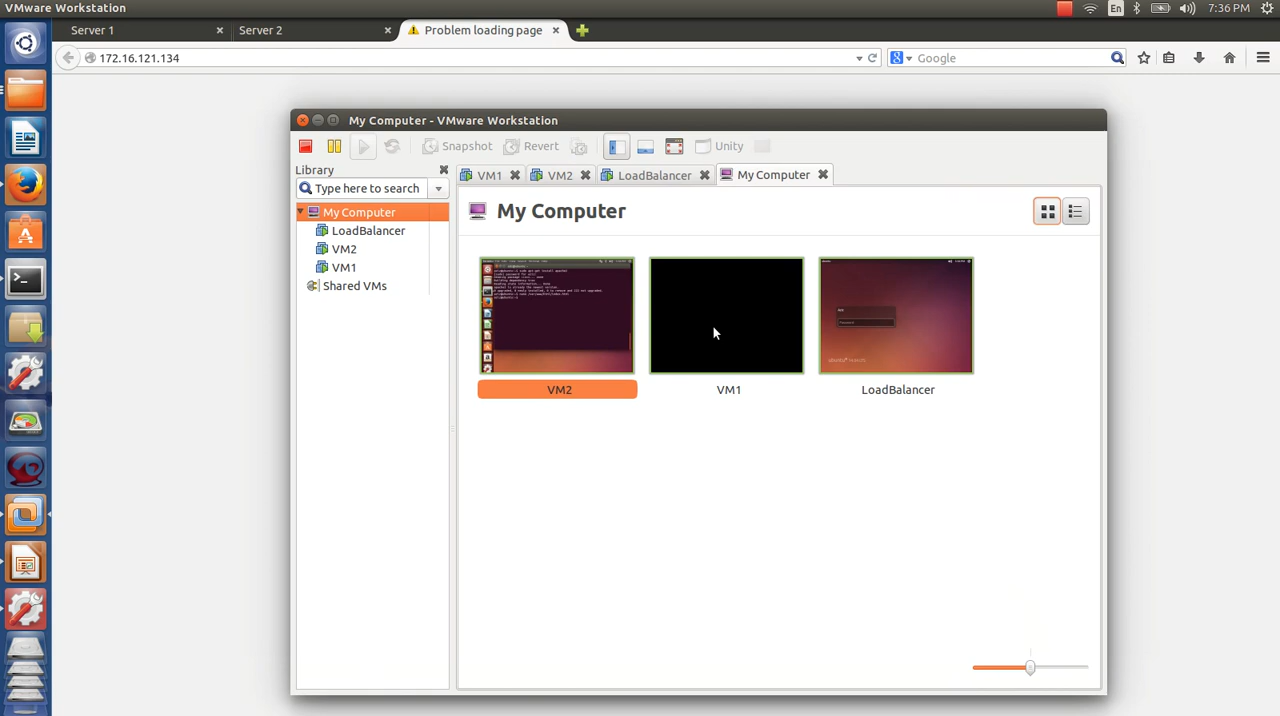 VMware Workstation
En
7:36 PM
Server 1
Server 2
Problem loading page
172.16.121.134
Google
My Computer - VMware Workstation
Snapshot
Revert
Unity
Library
Type here to search
My Computer
LoadBalancer
VM2
VM1
Shared VMs
VM1
VM2
LoadBalancer
My Computer
My Computer
VM2
VM1
LoadBalancer